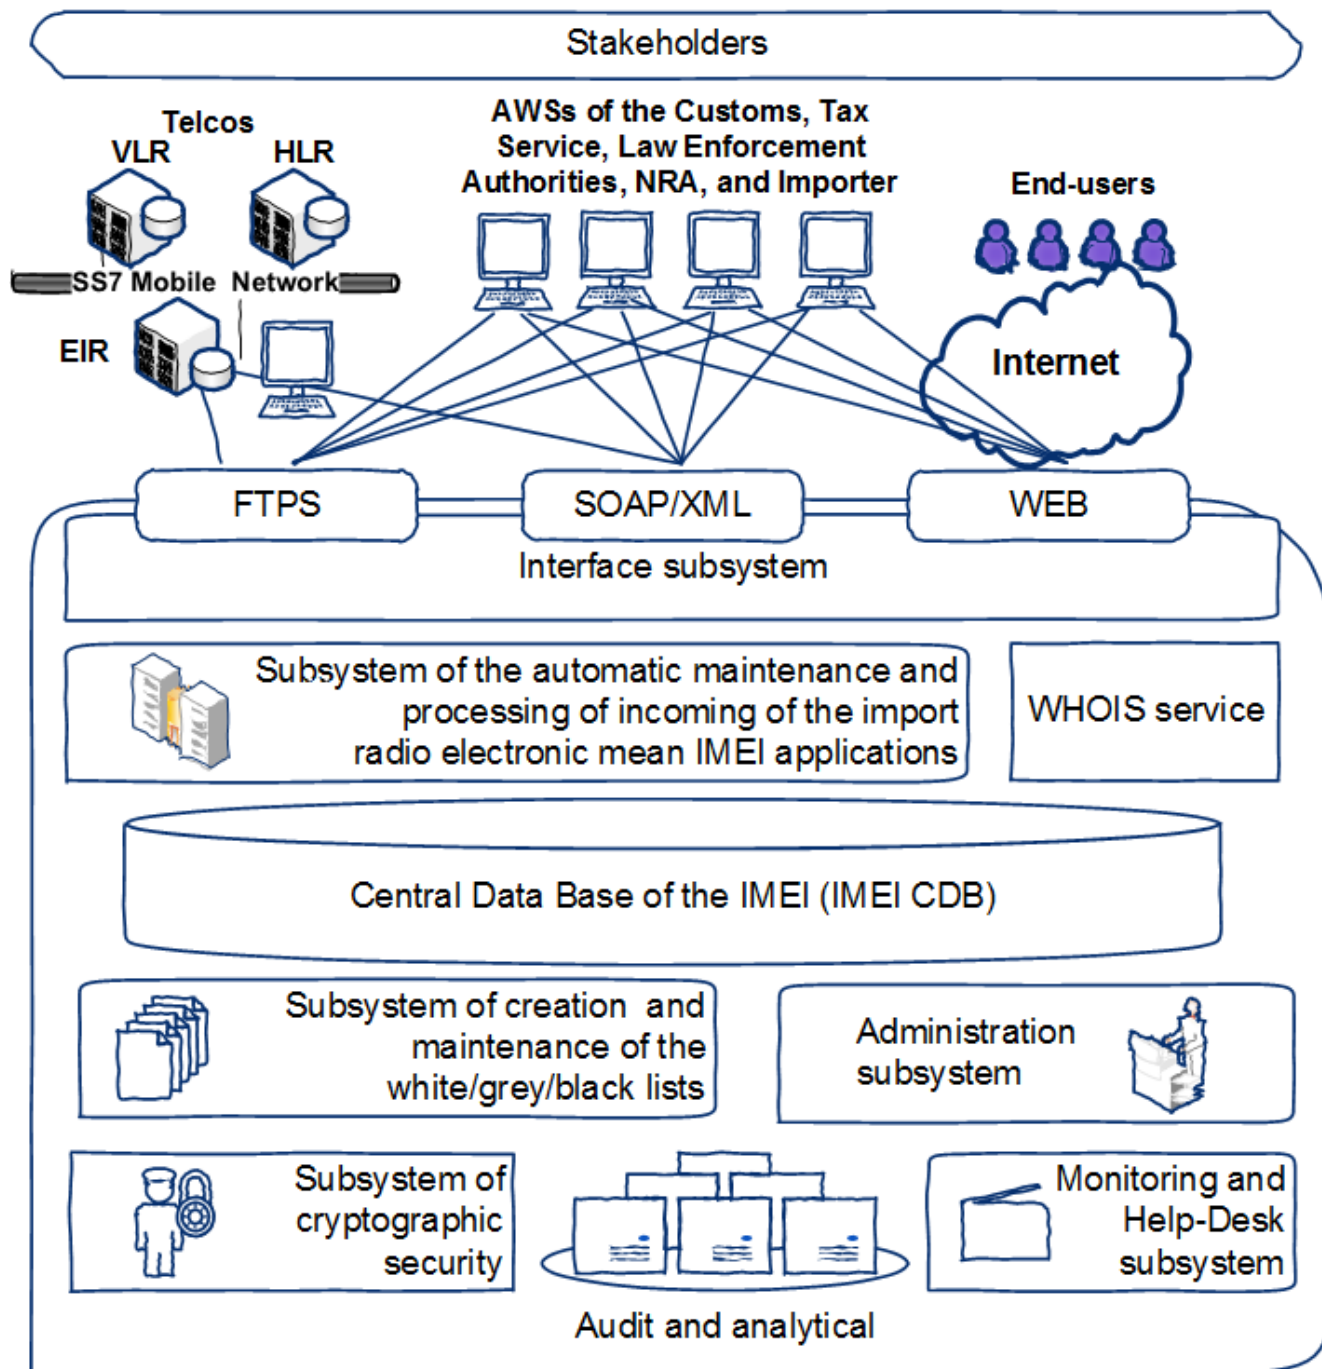 Stakeholders
Telcos
VLR
HLR
AWSs of the Customs, Tax
Service, Law Enforcement
Authorities, NRA, and Importer
End-users
SS7 Mobile Network
EIR
Internet
FTPS
SOAP/XML
WEB
Interface subsystem
Subsystem of the automatic maintenance and
processing of incoming of the import
radio electronic mean IMEI applications
WHOIS service
Central Data Base of the IMEI (IMEI CDB)
Subsystem of creation and
maintenance of the
white/grey/black lists
Administration
subsystem
Subsystem of
cryptographic
security
Monitoring and
Help-Desk
subsystem
Audit and analytical